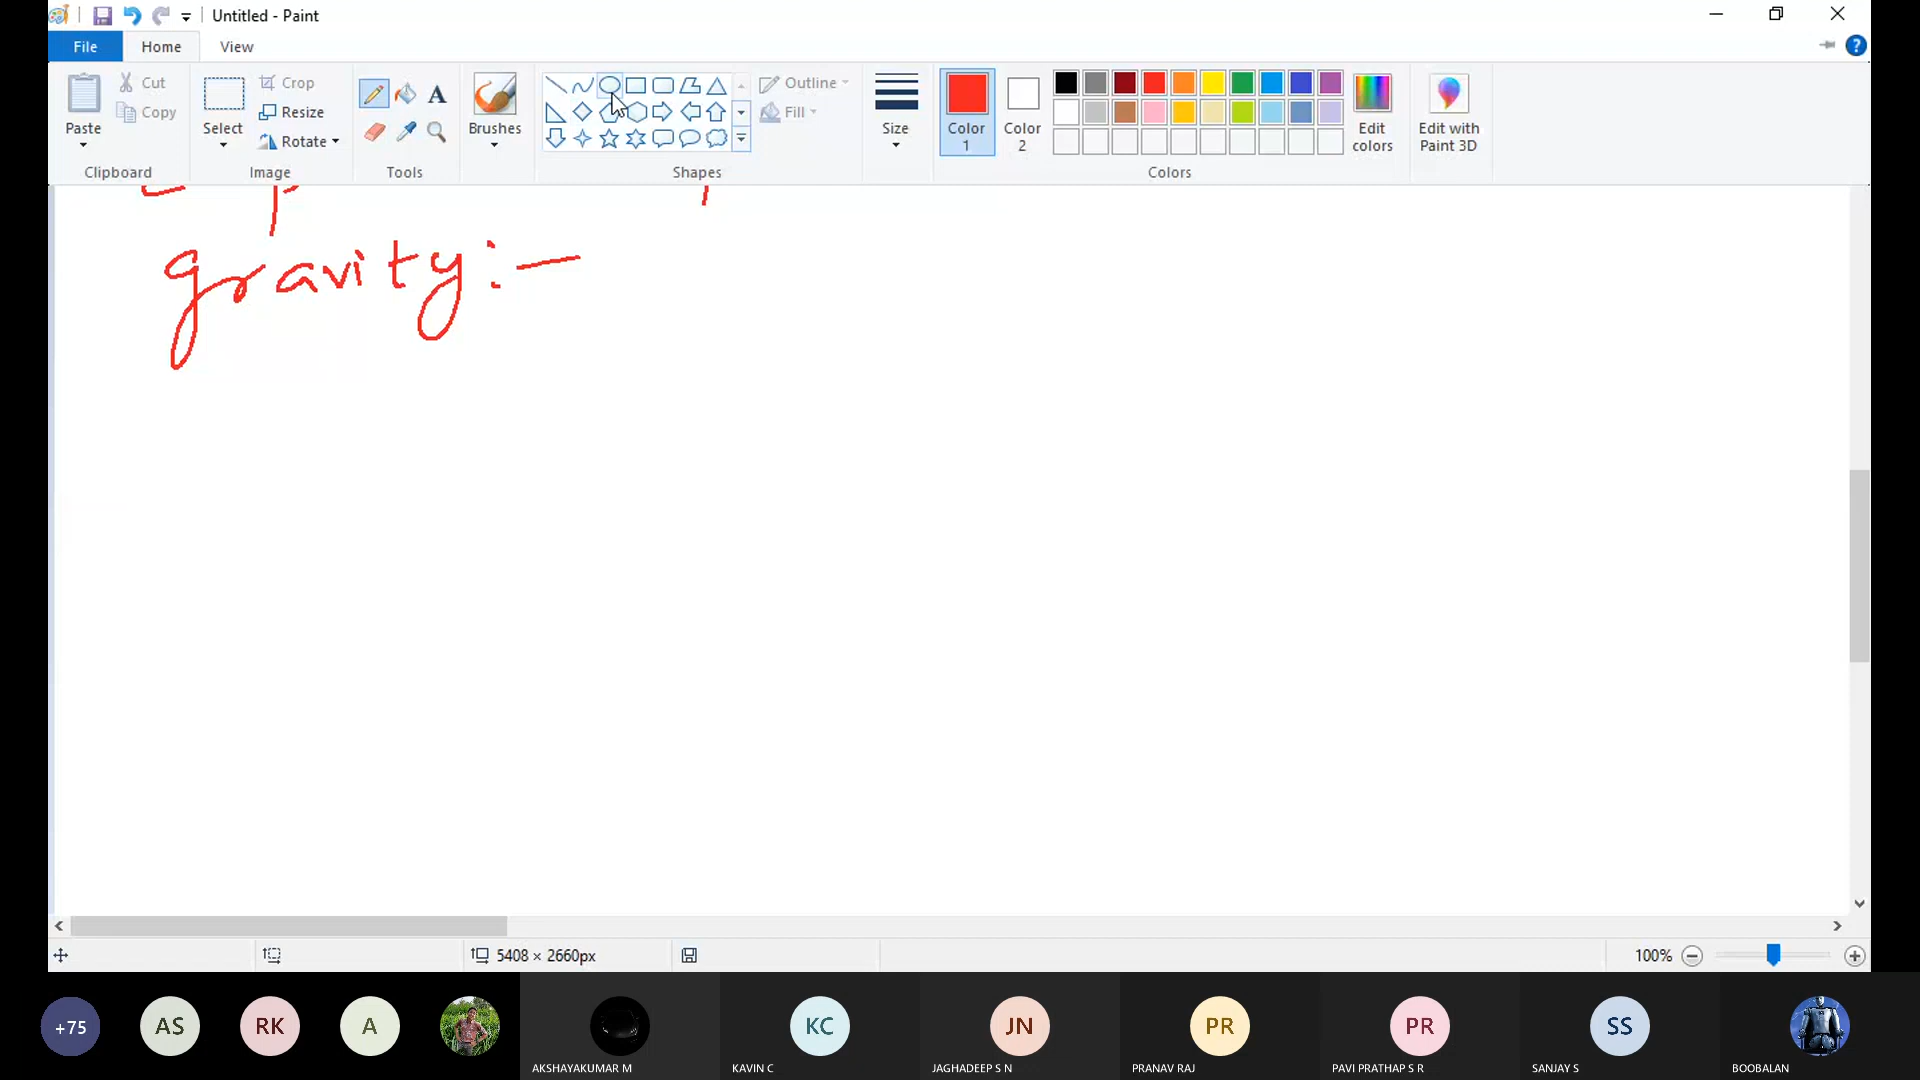 Untitled - Paint
File Home View
Paste Cut Copy Clipboard
Select Crop Resize Rotate Image
Tools
Brushes
Shapes
Outline Fill
Size
Color 1 Color 2
Edit colors
Colors
Edit with Paint 3D
gravity:-
5408 × 2660px 100%
+75 AS RK A KC JN PR PR SS
AKSHAYAKUMAR M KAVIN C JAGHADEEP S N PRANAV RAJ PAVI PRATHAP S R SANJAY S BOOBALAN